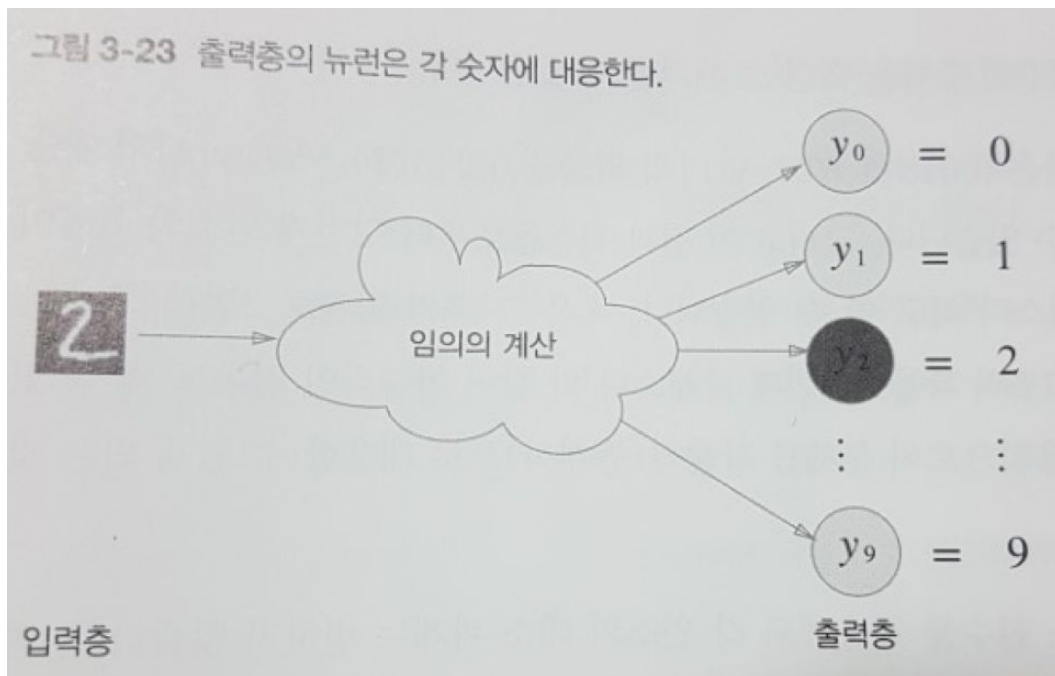 그림 3-23 출력층의 뉴런은 각 숫자에 대응한다.
y0 = 0
y1 = 1
2
임의의 계산
y2 = 2
⋮ ⋮
y9 = 9
입력층
출력층